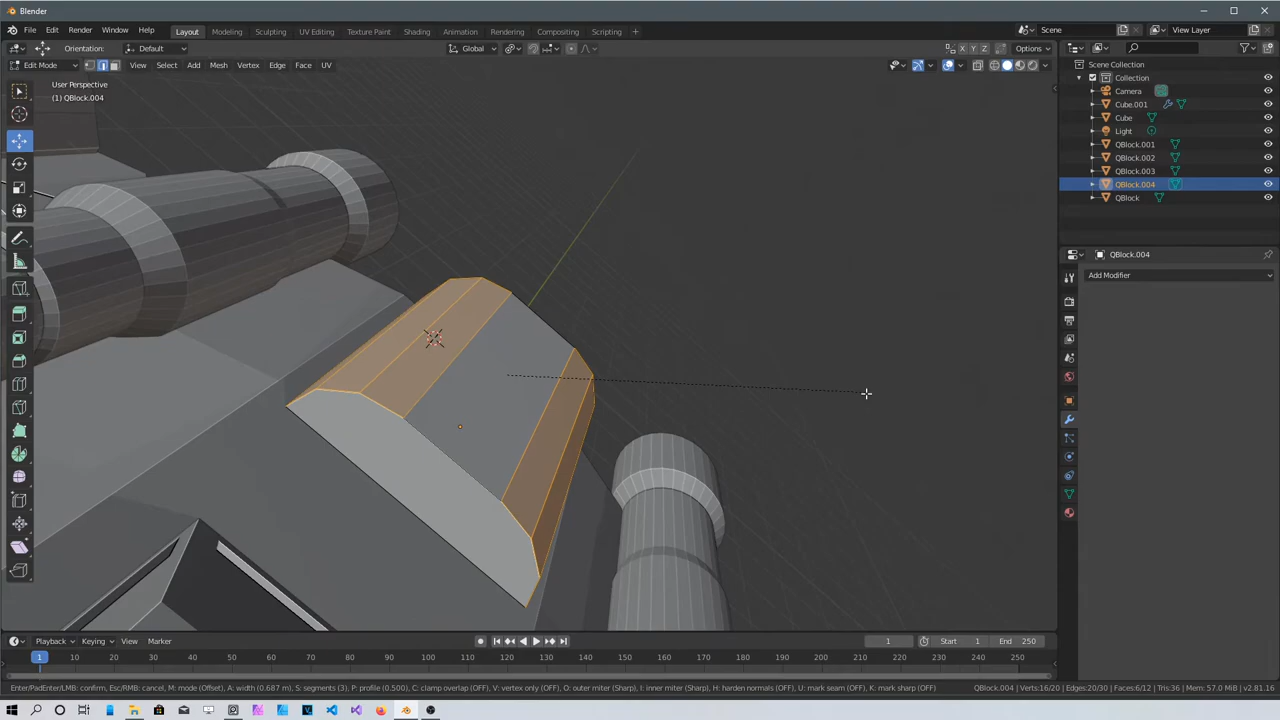 Blender
File Edit Render Window Help Layout Modeling Sculpting UV Editing Texture Paint Shading Animation Rendering Compositing Scripting + Scene View Layer
Orientation: Default Global X Y Z Options
Edit Mode View Select Add Mesh Vertex Edge Face UV
User Perspective
(1) QBlock.004
Scene Collection
Collection
Camera
Cube.001
Cube
Light
QBlock.001
QBlock.002
QBlock.003
QBlock.004
QBlock
QBlock.004
Add Modifier
Playback Keying View Marker 1 Start 1 End 250
1 10 20 30 40 50 60 70 80 90 100 110 120 130 140 150 160 170 180 190 200 210 220 230 240 250
Enter/PadEnter/LMB: confirm, Esc/RMB: cancel, M: mode (Offset), A: width (0.687 m), S: segments (3), P: profile (0.500), C: clamp overlap (OFF), V: vertex only (OFF), O: outer miter (Sharp), I: inner miter (Sharp), H: harden normals (OFF), U: mark seam (OFF), K: mark sharp (OFF) QBlock.004 | Verts:16/20 | Edges:20/30 | Faces:6/12 | Tris:36 | Mem: 57.0 MiB | v2.81.16